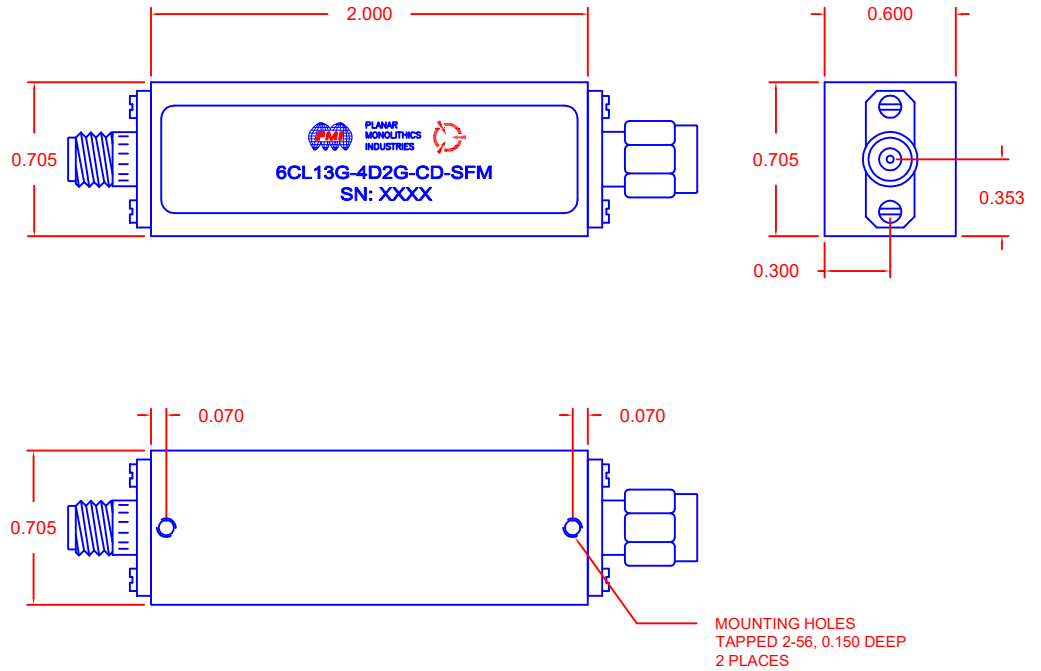 2.000
0.600
PMI
PLANAR
MONOLITHICS
INDUSTRIES
6CL13G-4D2G-CD-SFM
SN: XXXX
0.705
0.705
0.353
0.300
0.070
0.070
0.705
MOUNTING HOLES
TAPPED 2-56, 0.150 DEEP
2 PLACES